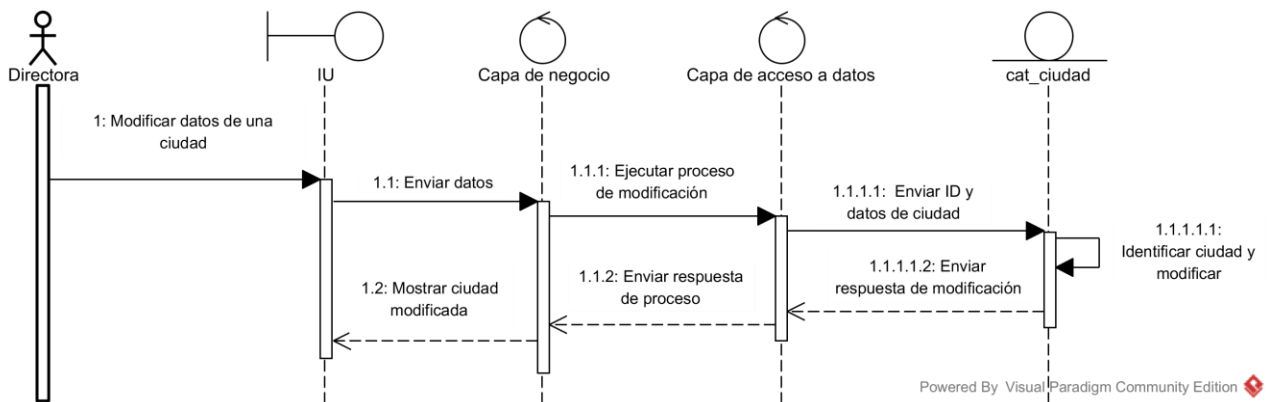 Directora
IU
Capa de negocio
Capa de acceso a datos
cat_ciudad
1: Modificar datos de una
ciudad
1.1: Enviar datos
1.1.1: Ejecutar proceso
de modificación
1.1.1.1: Enviar ID y
datos de ciudad
1.1.1.1.1:
Identificar ciudad y
modificar
1.1.1.1.2: Enviar
respuesta de modificación
1.1.2: Enviar respuesta
de proceso
1.2: Mostrar ciudad
modificada
Powered By Visual Paradigm Community Edition